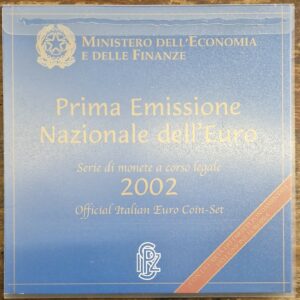 MINISTERO DELL'ECONOMIA
E DELLE FINANZE
Prima Emissione
Nazionale dell'Euro
Serie di monete a corso legale
2002
Official Italian Euro Coin-Set